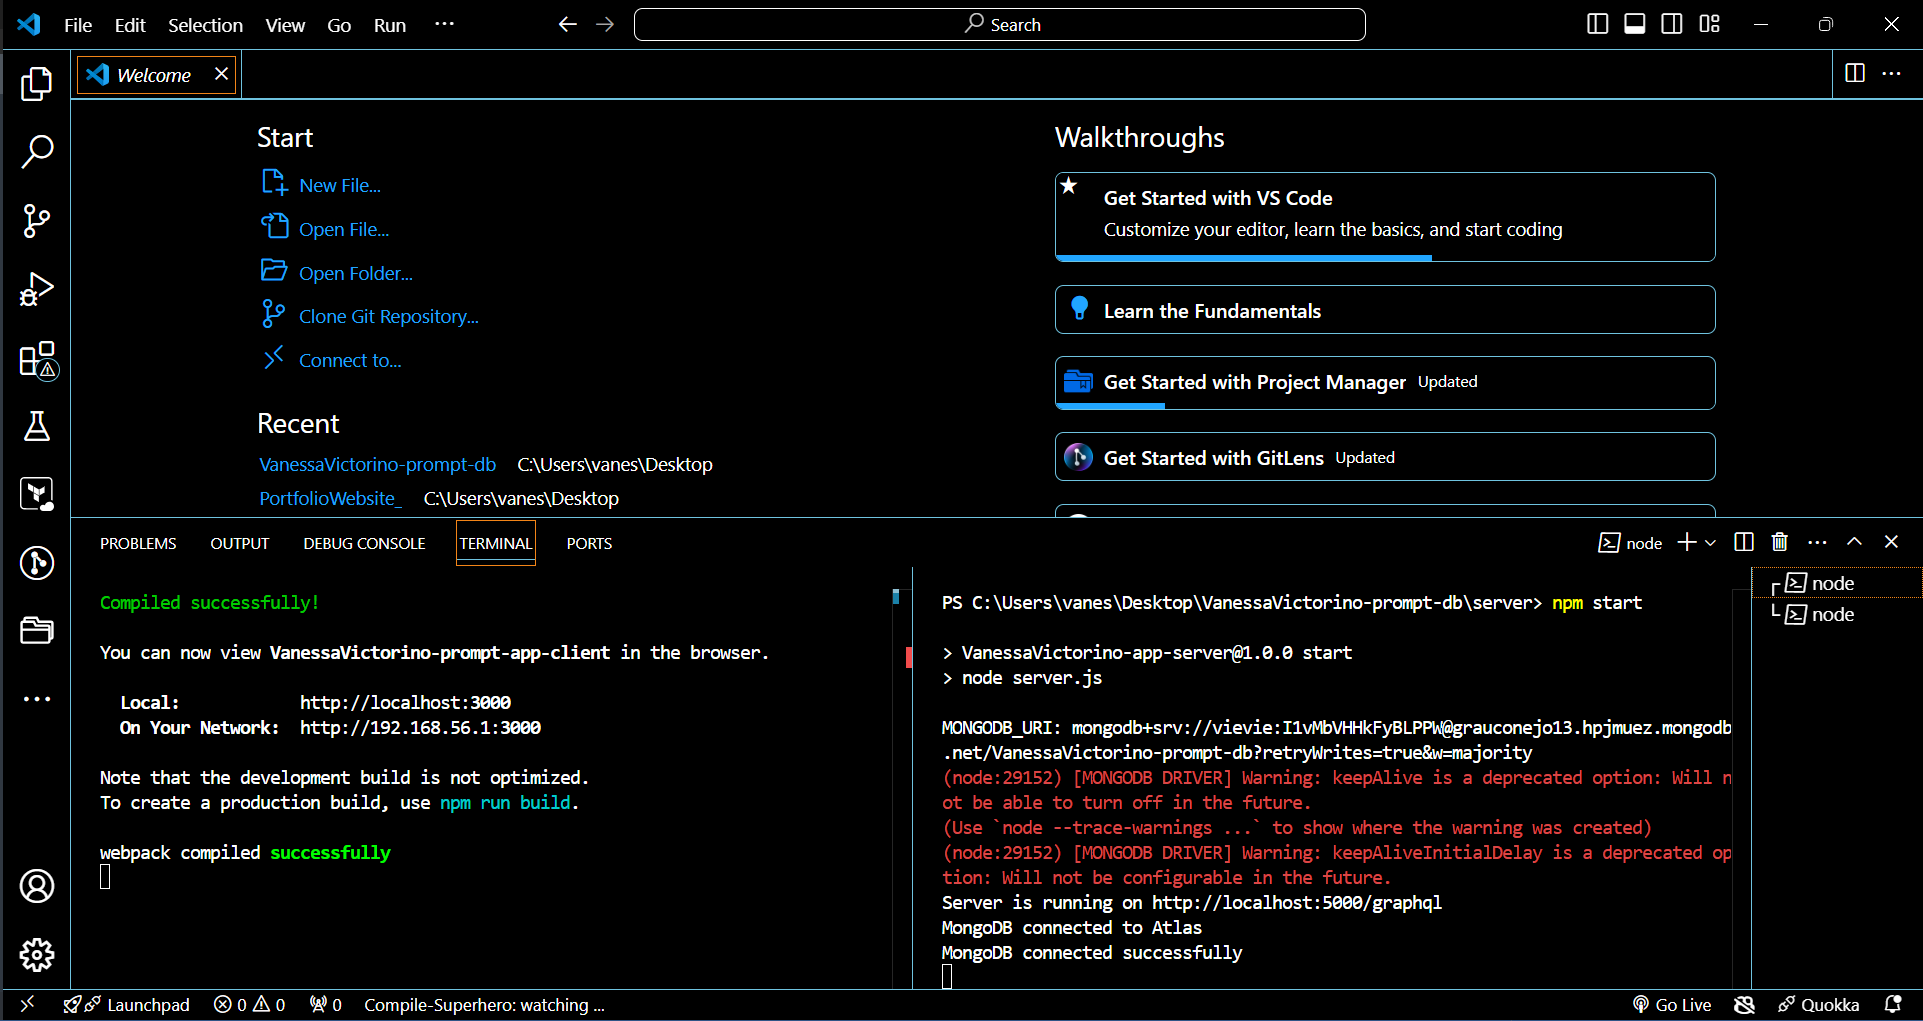 File Edit Selection View Go Run ···
Search
Welcome
Start
New File...
Open File...
Open Folder...
Clone Git Repository...
Connect to...
Recent
VanessaVictorino-prompt-db C:\Users\vanes\Desktop
PortfolioWebsite_ C:\Users\vanes\Desktop
Walkthroughs
Get Started with VS Code
Customize your editor, learn the basics, and start coding
Learn the Fundamentals
Get Started with Project Manager Updated
Get Started with GitLens Updated
PROBLEMS OUTPUT DEBUG CONSOLE TERMINAL PORTS
node
Compiled successfully!
You can now view VanessaVictorino-prompt-app-client in the browser.
Local: http://localhost:3000
On Your Network: http://192.168.56.1:3000
Note that the development build is not optimized.
To create a production build, use npm run build.
webpack compiled successfully
PS C:\Users\vanes\Desktop\VanessaVictorino-prompt-db\server> npm start
> VanessaVictorino-app-server@1.0.0 start
> node server.js
MONGODB_URI: mongodb+srv://vievie:I1vMbVHHkFyBLPPW@grauconejo13.hpjmuez.mongodb
.net/VanessaVictorino-prompt-db?retryWrites=true&w=majority
(node:29152) [MONGODB DRIVER] Warning: keepAlive is a deprecated option: Will n
ot be able to turn off in the future.
(Use `node --trace-warnings ...` to show where the warning was created)
(node:29152) [MONGODB DRIVER] Warning: keepAliveInitialDelay is a deprecated op
tion: Will not be configurable in the future.
Server is running on http://localhost:5000/graphql
MongoDB connected to Atlas
MongoDB connected successfully
node
node
Launchpad 0 0 0 Compile-Superhero: watching ...
Go Live Quokka